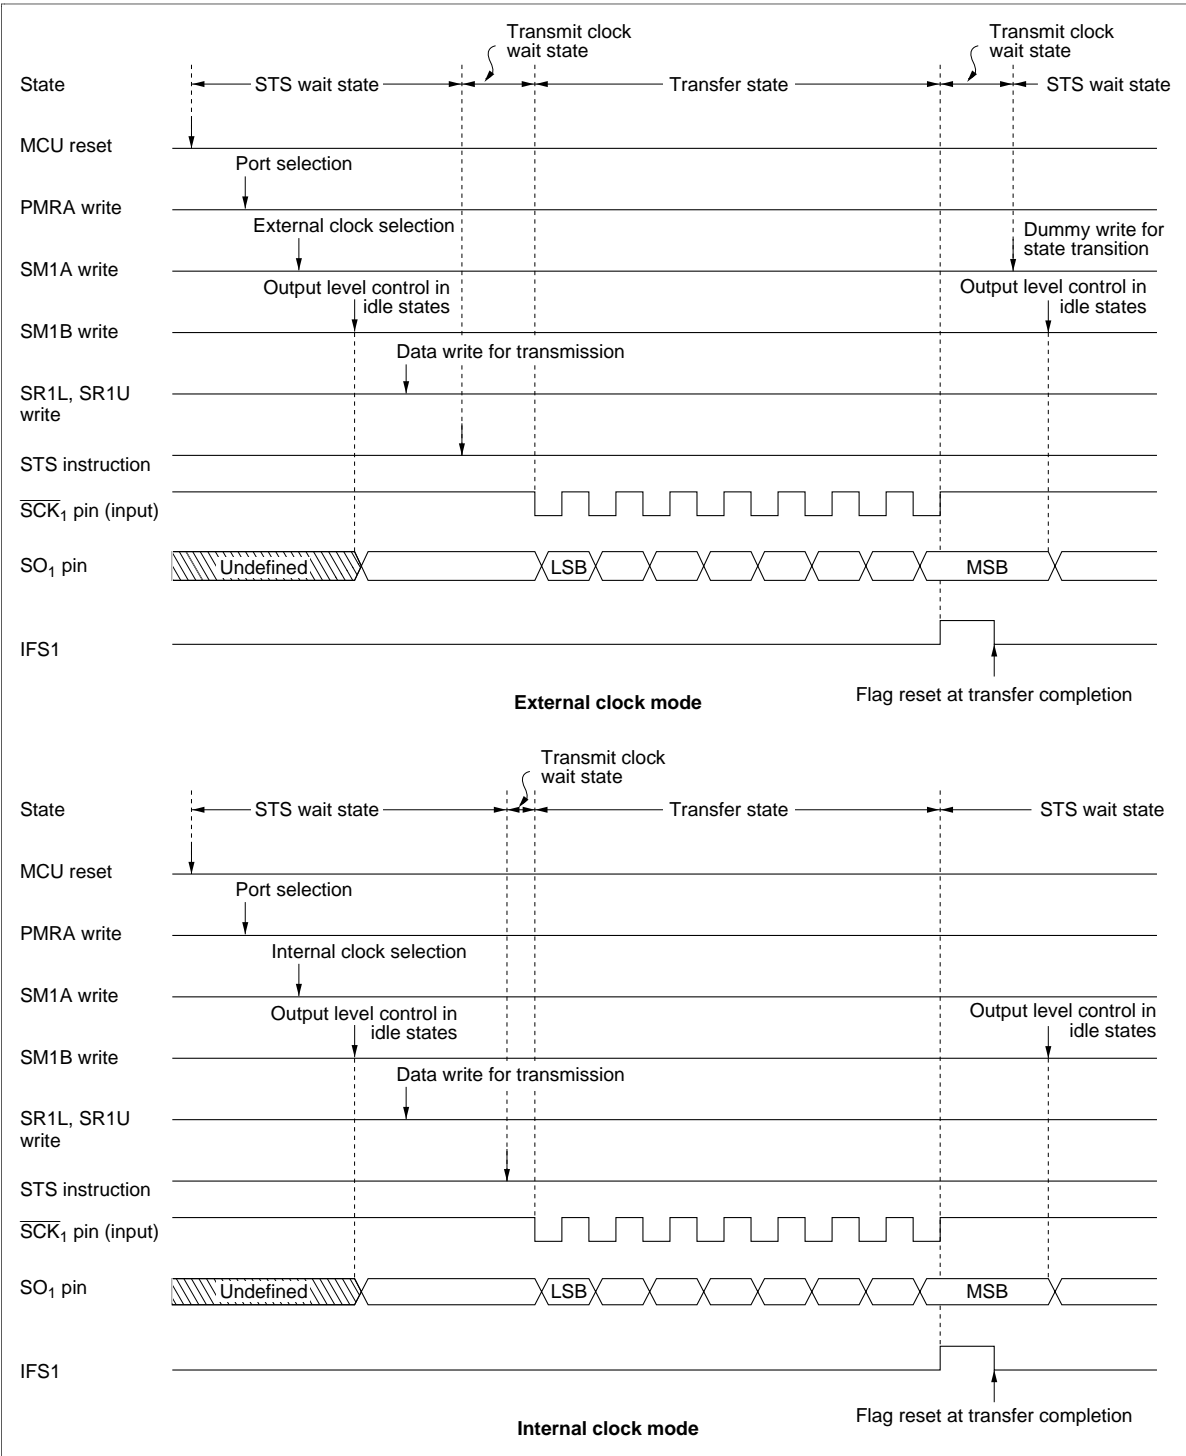 Transmit clock
wait state
Transmit clock
wait state
State
STS wait state
Transfer state
STS wait state
MCU reset
Port selection
PMRA write
External clock selection
Dummy write for
state transition
SM1A write
Output level control in
idle states
Output level control in
idle states
SM1B write
Data write for transmission
SR1L, SR1U
write
STS instruction
SCK1 pin (input)
SO1 pin
Undefined
LSB
MSB
IFS1
Flag reset at transfer completion
External clock mode
Transmit clock
wait state
State
STS wait state
Transfer state
STS wait state
MCU reset
Port selection
PMRA write
Internal clock selection
SM1A write
Output level control in
idle states
Output level control in
idle states
SM1B write
Data write for transmission
SR1L, SR1U
write
STS instruction
SCK1 pin (input)
SO1 pin
Undefined
LSB
MSB
IFS1
Flag reset at transfer completion
Internal clock mode